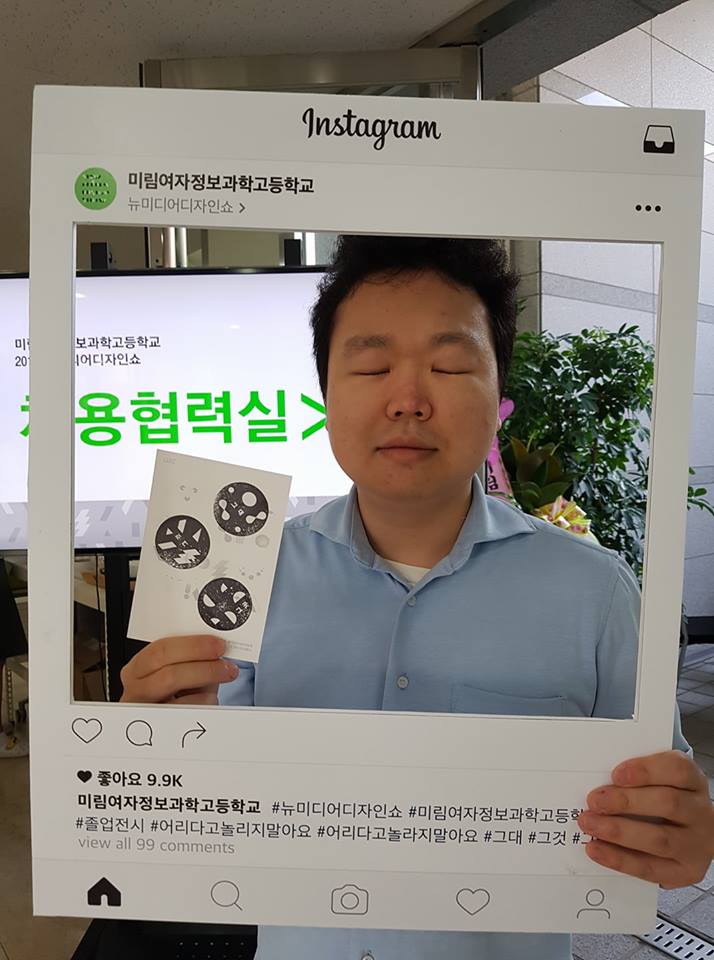 Instagram
미림여자정보과학고등학교
뉴미디어디자인쇼 >
보과학고등학교
디어디자인쇼
용협력실>
좋아요 9.9K
미림여자정보과학고등학교 #뉴미디어디자인쇼 #미림여자정보과학고등학
#졸업전시 #어리다고놀리지말아요 #어리다고놀라지말아요 #그대 #그것
view all 99 comments